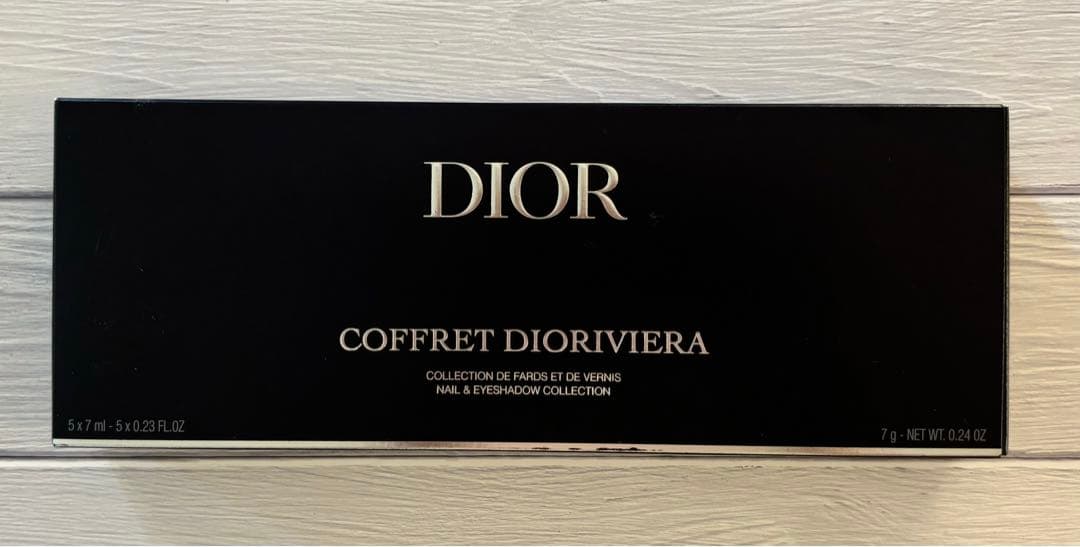 DIOR
COFFRET DIORIVIERA
COLLECTION DE FARDS ET DE VERNIS
NAIL & EYESHADOW COLLECTION
5 x 7 ml - 5 x 0.23 FL.OZ
7 g - NET WT. 0.24 OZ